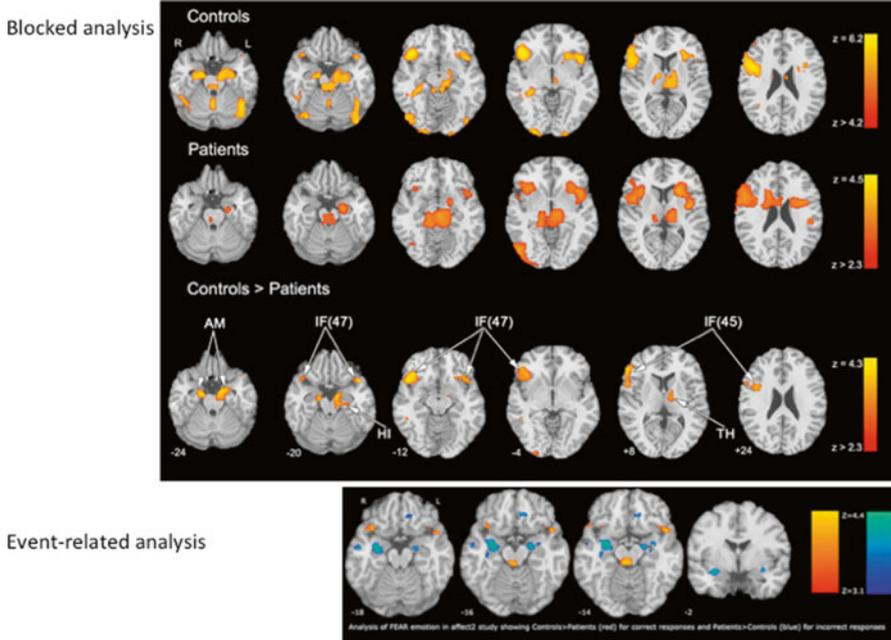 Blocked analysis
Controls
R L
z = 6.2
z > 4.2
Patients
z = 4.5
z > 2.3
Controls > Patients
AM IF(47) IF(47) IF(45)
z = 4.3
z > 2.3
HI TH
-24 -20 -12 -4 +8 +24
Event-related analysis
R L
Z=4.4
Z=3.1
-18 -16 -14 -2
Analysis of FEAR emotion in affect2 study showing Controls>Patients (red) for correct responses and Patients>Controls (blue) for incorrect responses